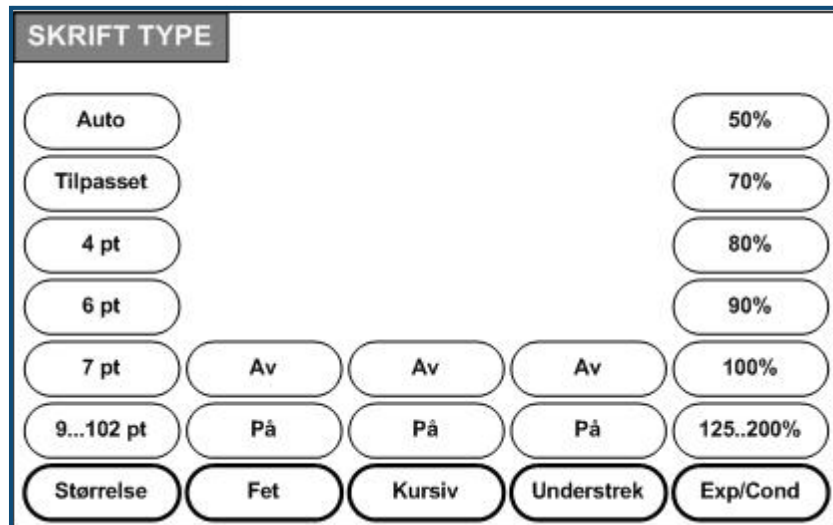 SKRIFT TYPE
Auto 50%
Tilpasset 70%
4 pt 80%
6 pt 90%
7 pt Av Av Av 100%
9...102 pt På På På 125..200%
Størrelse Fet Kursiv Understrek Exp/Cond